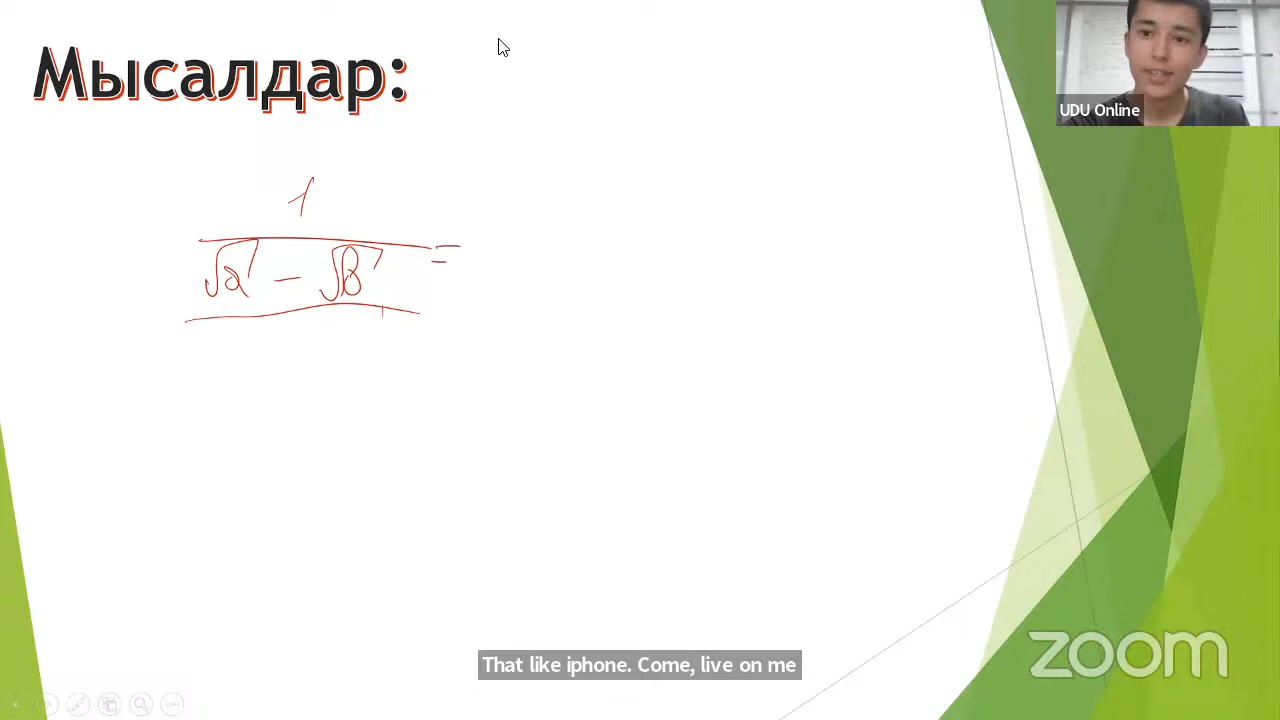 Мысалдар:
UDU Online
1
√a - √b
=
That like iphone. Come, live on me
zoom